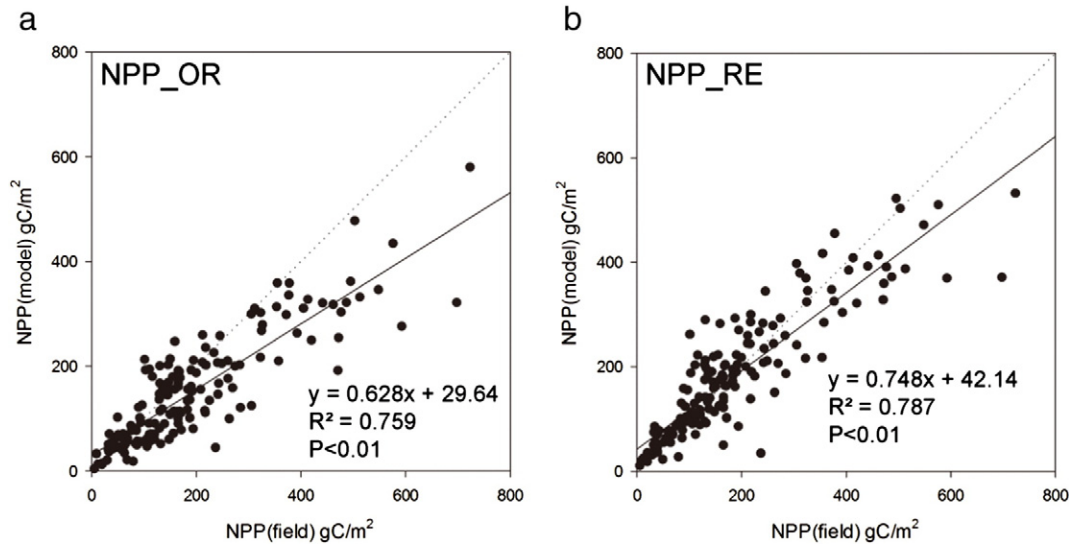 a
NPP_OR
800
600
400
200
0
NPP(model) gC/m²
y = 0.628x + 29.64
R² = 0.759
P<0.01
0 200 400 600 800
NPP(field) gC/m²
b
NPP_RE
800
600
400
200
0
NPP(model) gC/m²
y = 0.748x + 42.14
R² = 0.787
P<0.01
0 200 400 600 800
NPP(field) gC/m²